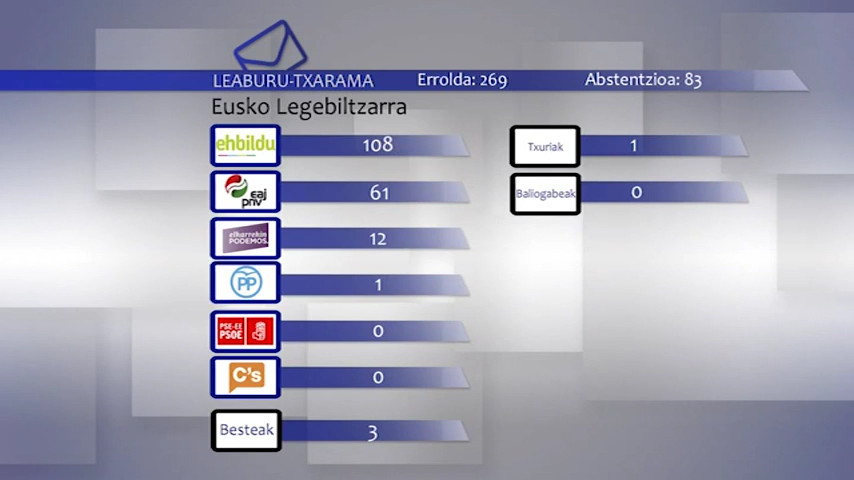 LEABURU-TXARAMA Errolda: 269 Abstentzioa: 83
Eusko Legebiltzarra
ehbildu 108 Txuriak 1
eaj pnv 61 Baliogabeak 0
elkarrekin PODEMOS 12
PP 1
PSE-EE PSOE 0
C's 0
Besteak 3